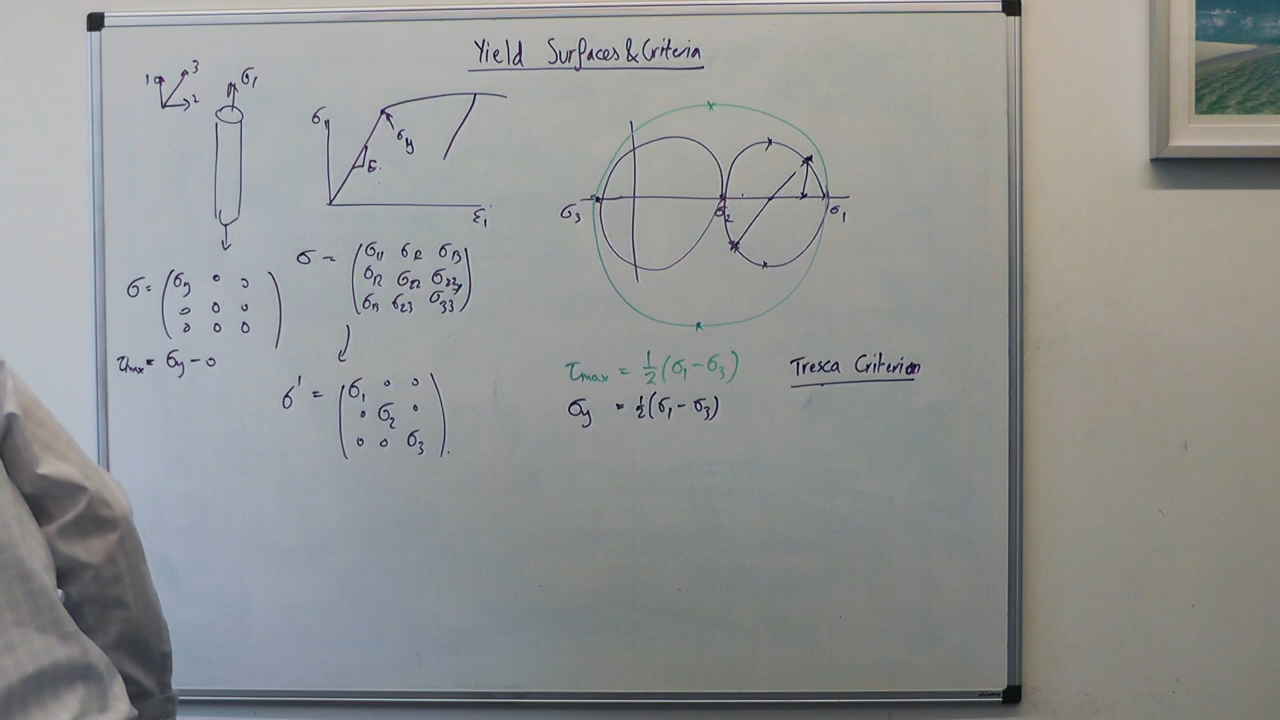 Yield Surfaces & Criteria
1 3 2 σ₁
σ₁₁ σy E ε₁
σ₃ σ₂ σ₁
σ = (σ₁₁ σ₁₂ σ₁₃
σ₁₂ σ₂₂ σ₂₃
σ₁₃ σ₂₃ σ₃₃)
σ = (σy 0 0
0 0 0
0 0 0)
τmax = σy - 0
σ' = (σ₁ 0 0
0 σ₂ 0
0 0 σ₃)
τmax = ½(σ₁ - σ₃)
Tresca Criterion
σy = ½(σ₁ - σ₃)